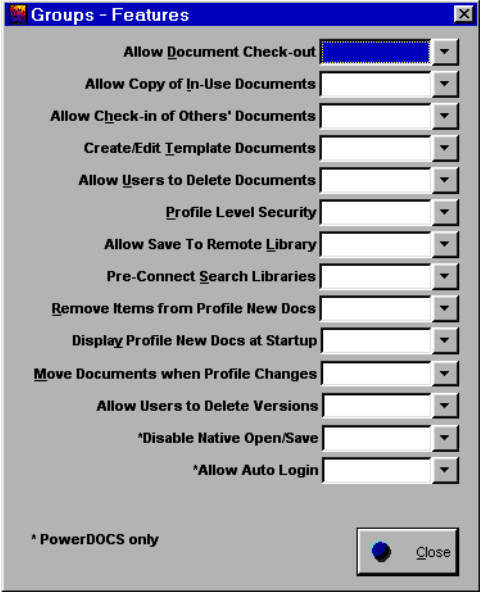 Groups - Features
Allow Document Check-out
Allow Copy of In-Use Documents
Allow Check-in of Others' Documents
Create/Edit Template Documents
Allow Users to Delete Documents
Profile Level Security
Allow Save To Remote Library
Pre-Connect Search Libraries
Remove Items from Profile New Docs
Display Profile New Docs at Startup
Move Documents when Profile Changes
Allow Users to Delete Versions
*Disable Native Open/Save
*Allow Auto Login
* PowerDOCS only
Close